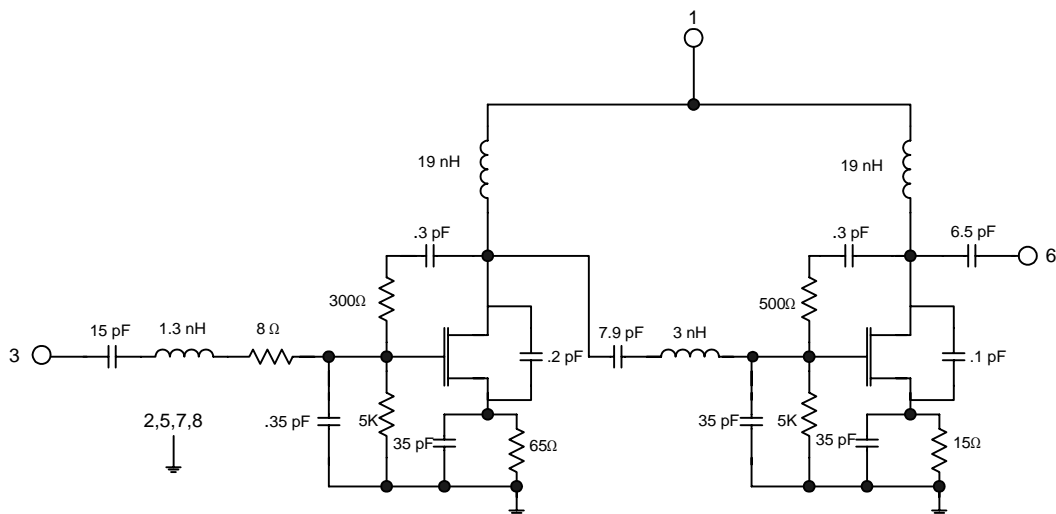 1
19 nH
19 nH
.3 pF
.3 pF
6.5 pF
6
300Ω
500Ω
15 pF
1.3 nH
8 Ω
7.9 pF
3 nH
3
.2 pF
.1 pF
.35 pF
5K
35 pF
65Ω
35 pF
5K
35 pF
15Ω
2,5,7,8